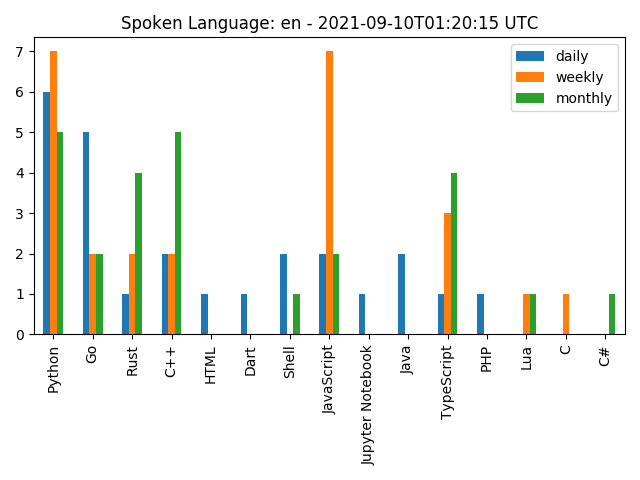 Spoken Language: en - 2021-09-10T01:20:15 UTC
daily
weekly
monthly
7
6
5
4
3
2
1
0
Python
Go
Rust
C++
HTML
Dart
Shell
JavaScript
Jupyter Notebook
Java
TypeScript
PHP
Lua
C
C#